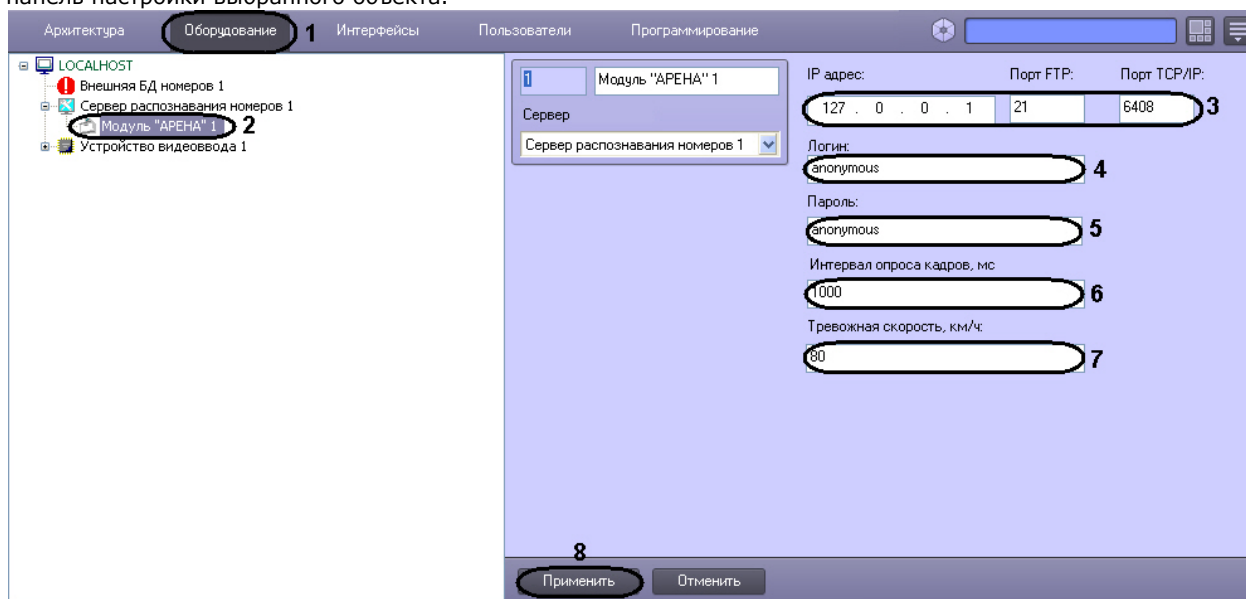 панель настройки выбранного объекта.
Архитектура Оборудование 1 Интерфейсы Пользователи Программирование
LOCALHOST
Внешняя БД номеров 1
Сервер распознавания номеров 1
Модуль "АРЕНА" 1 2
Устройство видеоввода 1
1 Модуль "АРЕНА" 1
Сервер
Сервер распознавания номеров 1
IP адрес: Порт FTP: Порт TCP/IP:
127 . 0 . 0 . 1 21 6408 3
Логин:
anonymous 4
Пароль:
anonymous 5
Интервал опроса кадров, мс
1000 6
Тревожная скорость, км/ч:
80 7
8
Применить Отменить